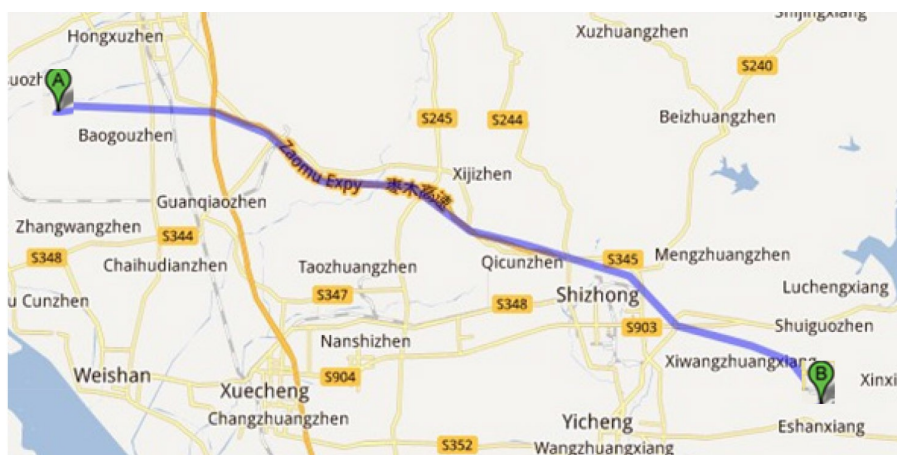 Shijingxiang
Hongxuzhen
Xuzhuangzhen
S240
A
Baogouzhen
S245
S244
Beizhuangzhen
Zaomu Expy 枣木高速
Xijizhen
Guanqiaozhen
Zhangwangzhen
S344
S348
Chaihudianzhen
Taozhuangzhen
Qicunzhen
S345
Mengzhuangzhen
Cunzhen
S347
S348
Shizhong
Luchengxiang
Nanshizhen
S903
Shuiguozhen
Weishan
Xuecheng
S904
Xiwangzhuangxiang
B
Xinxi
Changzhuangzhen
Yicheng
Eshanxiang
S352
Wangzhuangxiang